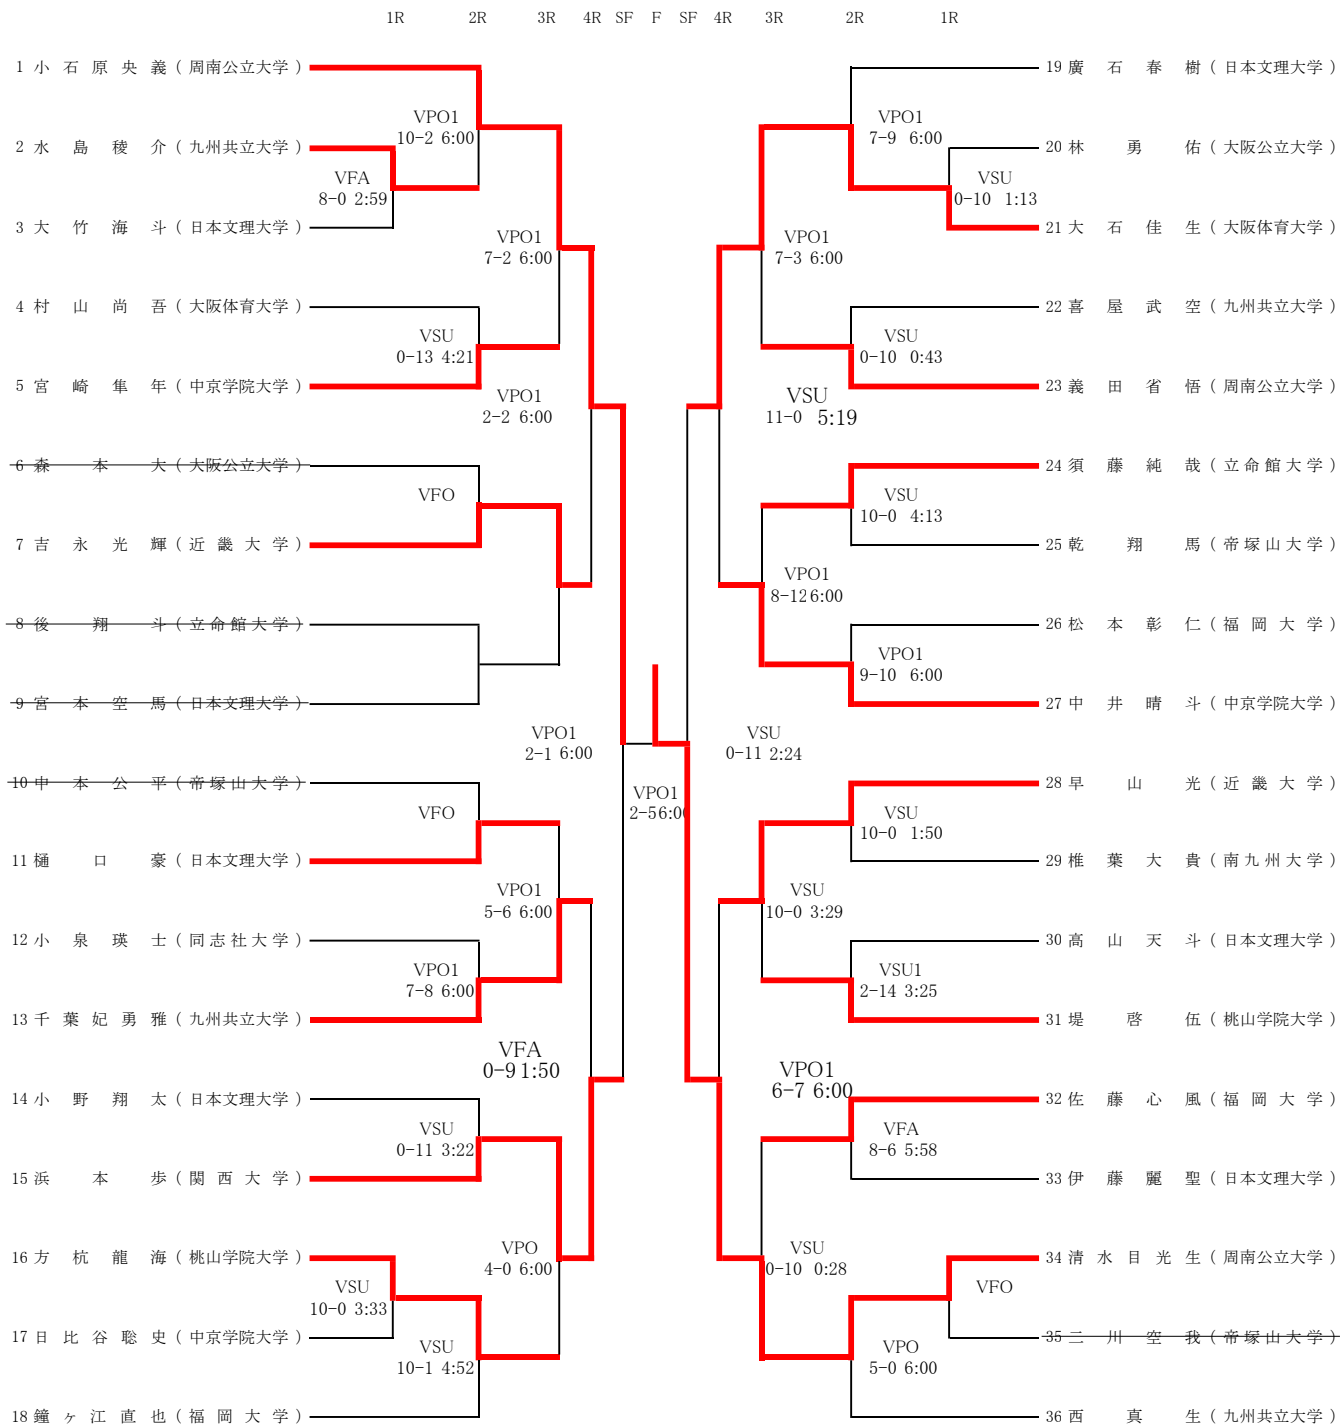 1R 2R 3R 4R SF F SF 4R 3R 2R 1R
1 小石原央義（周南公立大学）
2 水島稜介（九州共立大学）
3 大竹海斗（日本文理大学）
4 村山尚吾（大阪体育大学）
5 宮崎隼年（中京学院大学）
6 森本大（大阪公立大学）
7 吉永光輝（近畿大学）
8 後翔斗（立命館大学）
9 宮本空馬（日本文理大学）
10 中本公平（帝塚山大学）
11 樋口豪（日本文理大学）
12 小泉瑛士（同志社大学）
13 千葉妃勇雅（九州共立大学）
14 小野翔太（日本文理大学）
15 浜本歩（関西大学）
16 方杭龍海（桃山学院大学）
17 日比谷聡史（中京学院大学）
18 鐘ヶ江直也（福岡大学）
VFA
8-0 2:59
VSU
10-0 3:33
VPO1
10-2 6:00
VSU
0-13 4:21
VFO
VFO
VPO1
7-8 6:00
VSU
0-11 3:22
VSU
10-1 4:52
VPO1
7-2 6:00
VPO1
5-6 6:00
VPO
4-0 6:00
VPO1
2-2 6:00
VFA
0-9 1:50
VPO1
2-1 6:00
VPO1
2-5 6:00
VSU
0-11 2:24
VSU
11-0 5:19
VPO1
6-7 6:00
VPO1
7-3 6:00
VPO1
8-12 6:00
VSU
10-0 3:29
VSU
0-10 0:28
VPO1
7-9 6:00
VSU
0-10 0:43
VSU
10-0 4:13
VPO1
9-10 6:00
VSU
10-0 1:50
VSU1
2-14 3:25
VFA
8-6 5:58
VPO
5-0 6:00
VSU
0-10 1:13
VFO
19 廣石春樹（日本文理大学）
20 林勇佑（大阪公立大学）
21 大石佳生（大阪体育大学）
22 喜屋武空（九州共立大学）
23 義田省悟（周南公立大学）
24 須藤純哉（立命館大学）
25 乾翔馬（帝塚山大学）
26 松本彰仁（福岡大学）
27 中井晴斗（中京学院大学）
28 早山光（近畿大学）
29 椎葉大貴（南九州大学）
30 高山天斗（日本文理大学）
31 堤啓伍（桃山学院大学）
32 佐藤心風（福岡大学）
33 伊藤麗聖（日本文理大学）
34 清水目光生（周南公立大学）
35 二川空我（帝塚山大学）
36 西真生（九州共立大学）